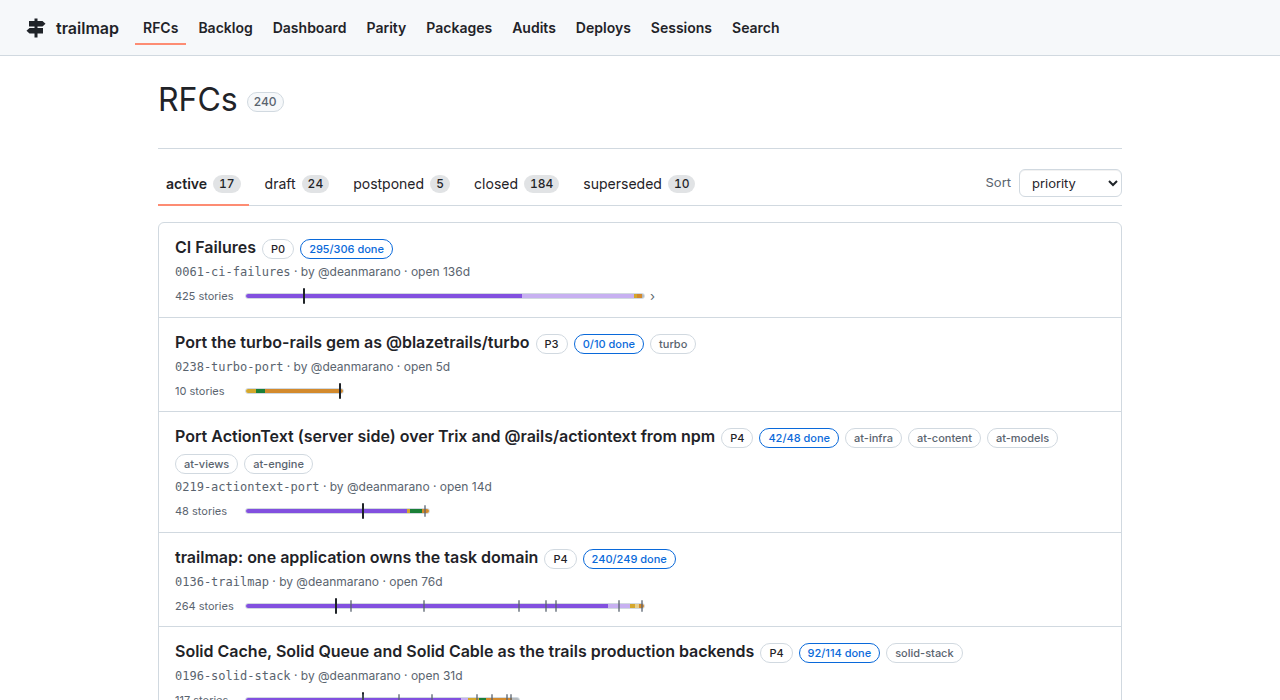 trailmap RFCs Backlog Dashboard Parity Packages Audits Deploys Sessions Search
RFCs 240
active 17 draft 24 postponed 5 closed 184 superseded 10 Sort priority
CI Failures P0 295/306 done
0061-ci-failures · by @deanmarano · open 136d
425 stories ›
Port the turbo-rails gem as @blazetrails/turbo P3 0/10 done turbo
0238-turbo-port · by @deanmarano · open 5d
10 stories
Port ActionText (server side) over Trix and @rails/actiontext from npm P4 42/48 done at-infra at-content at-models
at-views at-engine
0219-actiontext-port · by @deanmarano · open 14d
48 stories
trailmap: one application owns the task domain P4 240/249 done
0136-trailmap · by @deanmarano · open 76d
264 stories
Solid Cache, Solid Queue and Solid Cable as the trails production backends P4 92/114 done solid-stack
0196-solid-stack · by @deanmarano · open 31d
117 stories